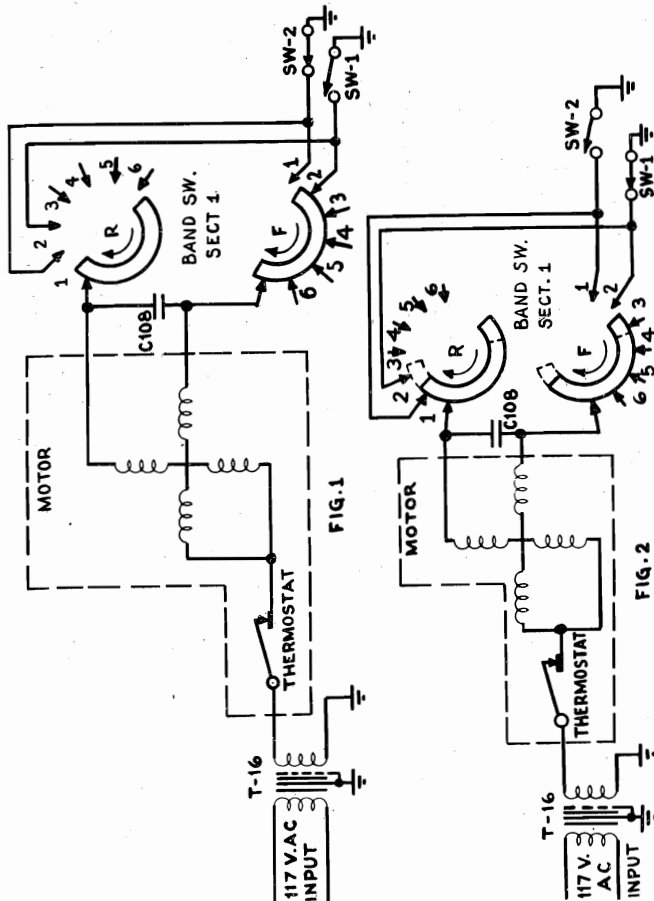 SW-2
SW-1
1
2
3
4
5
6
R
BAND SW.
SECT 1
1
2
3
4
5
6
F
C108
MOTOR
THERMOSTAT
T-16
117 V. AC
INPUT
FIG. 1
SW-2
SW-1
1
2
3
4
5
6
R
BAND SW.
SECT. 1
1
2
3
4
5
6
F
C108
MOTOR
THERMOSTAT
T-16
117 V.
AC
INPUT
FIG. 2